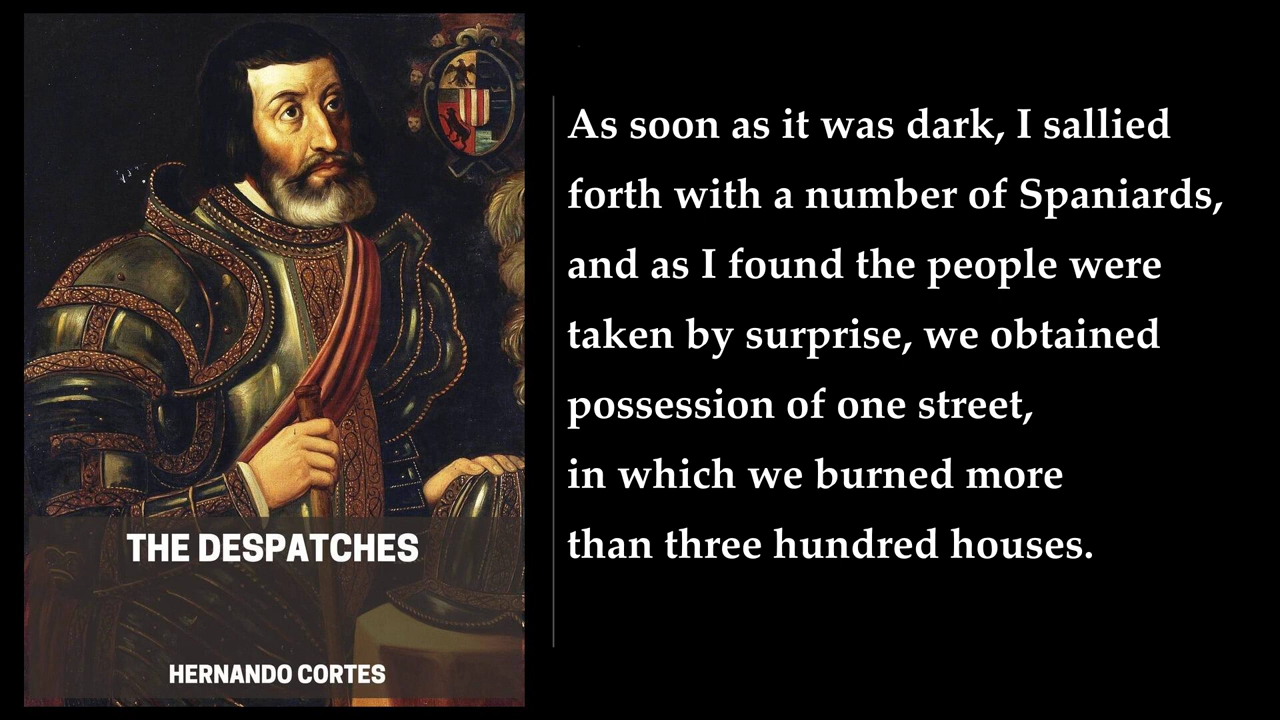 THE DESPATCHES
HERNANDO CORTES
As soon as it was dark, I sallied
forth with a number of Spaniards,
and as I found the people were
taken by surprise, we obtained
possession of one street,
in which we burned more
than three hundred houses.